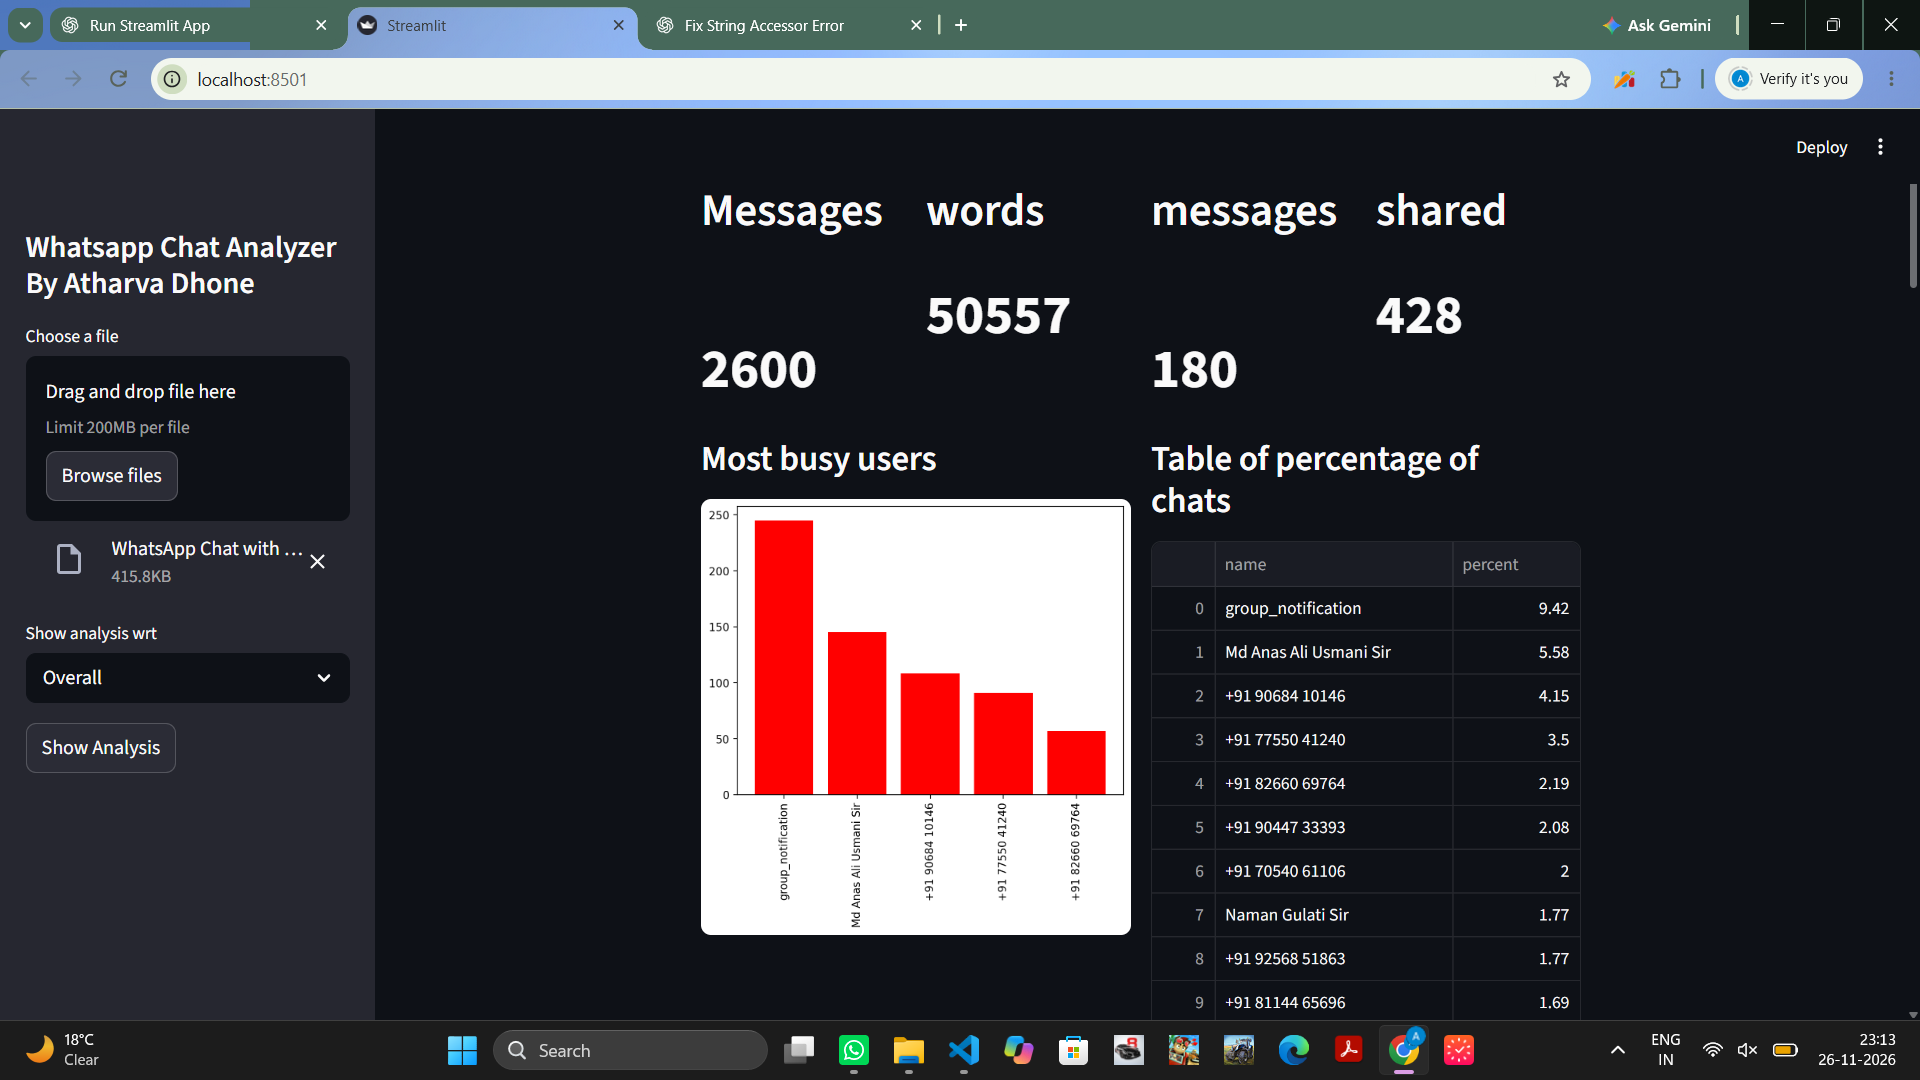 Run Streamlit App
Streamlit
Fix String Accessor Error
Ask Gemini
localhost:8501
A
Verify it's you
Deploy
Whatsapp Chat Analyzer
By Atharva Dhone
Choose a file
Drag and drop file here
Limit 200MB per file
Browse files
WhatsApp Chat with ...
415.8KB
Show analysis wrt
Overall
Show Analysis
Messages words messages shared
50557 428
2600 180
Most busy users
250
200
150
100
50
0
group_notification
Md Anas Ali Usmani Sir
+91 90684 10146
+91 77550 41240
+91 82660 69764
Table of percentage of
chats
name percent
0 group_notification 9.42
1 Md Anas Ali Usmani Sir 5.58
2 +91 90684 10146 4.15
3 +91 77550 41240 3.5
4 +91 82660 69764 2.19
5 +91 90447 33393 2.08
6 +91 70540 61106 2
7 Naman Gulati Sir 1.77
8 +91 92568 51863 1.77
9 +91 81144 65696 1.69
18°C
Clear
Search
A
ENG
IN
23:13
26-11-2026